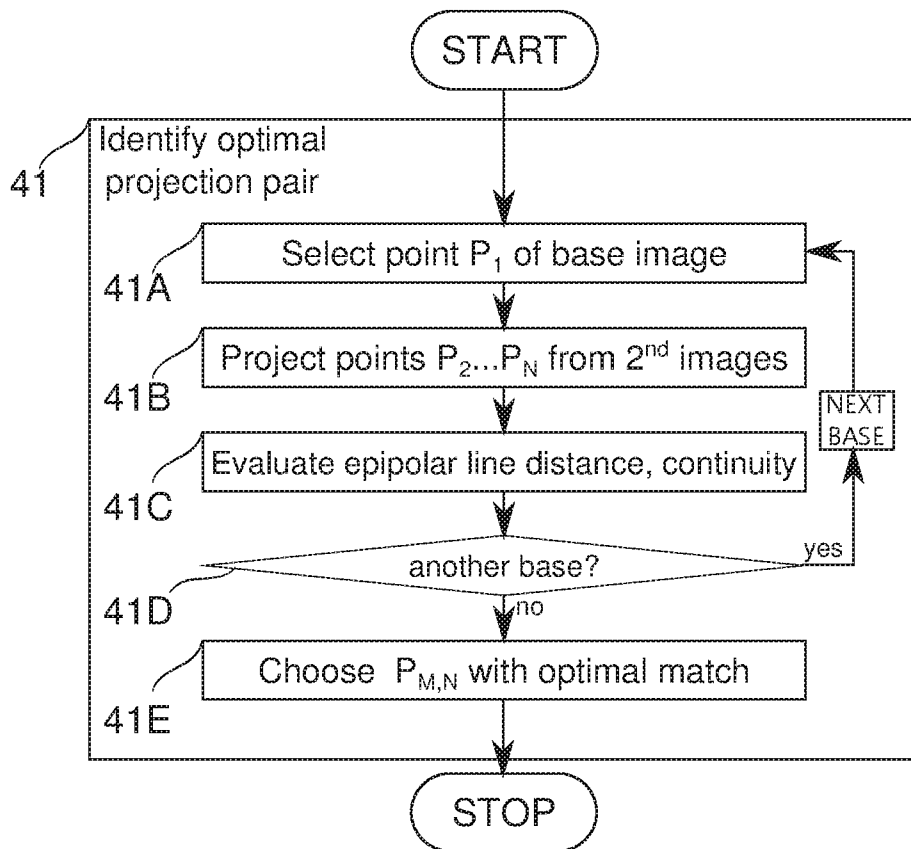 START
Identify optimal
projection pair
41
Select point P₁ of base image
41A
Project points P₂...P_N from 2nd images
41B
NEXT
BASE
Evaluate epipolar line distance, continuity
41C
another base?
yes
41D
no
Choose P_M,N with optimal match
41E
STOP